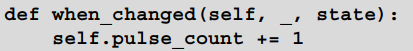 def when_changed(self, _, state):
    self.pulse_count += 1